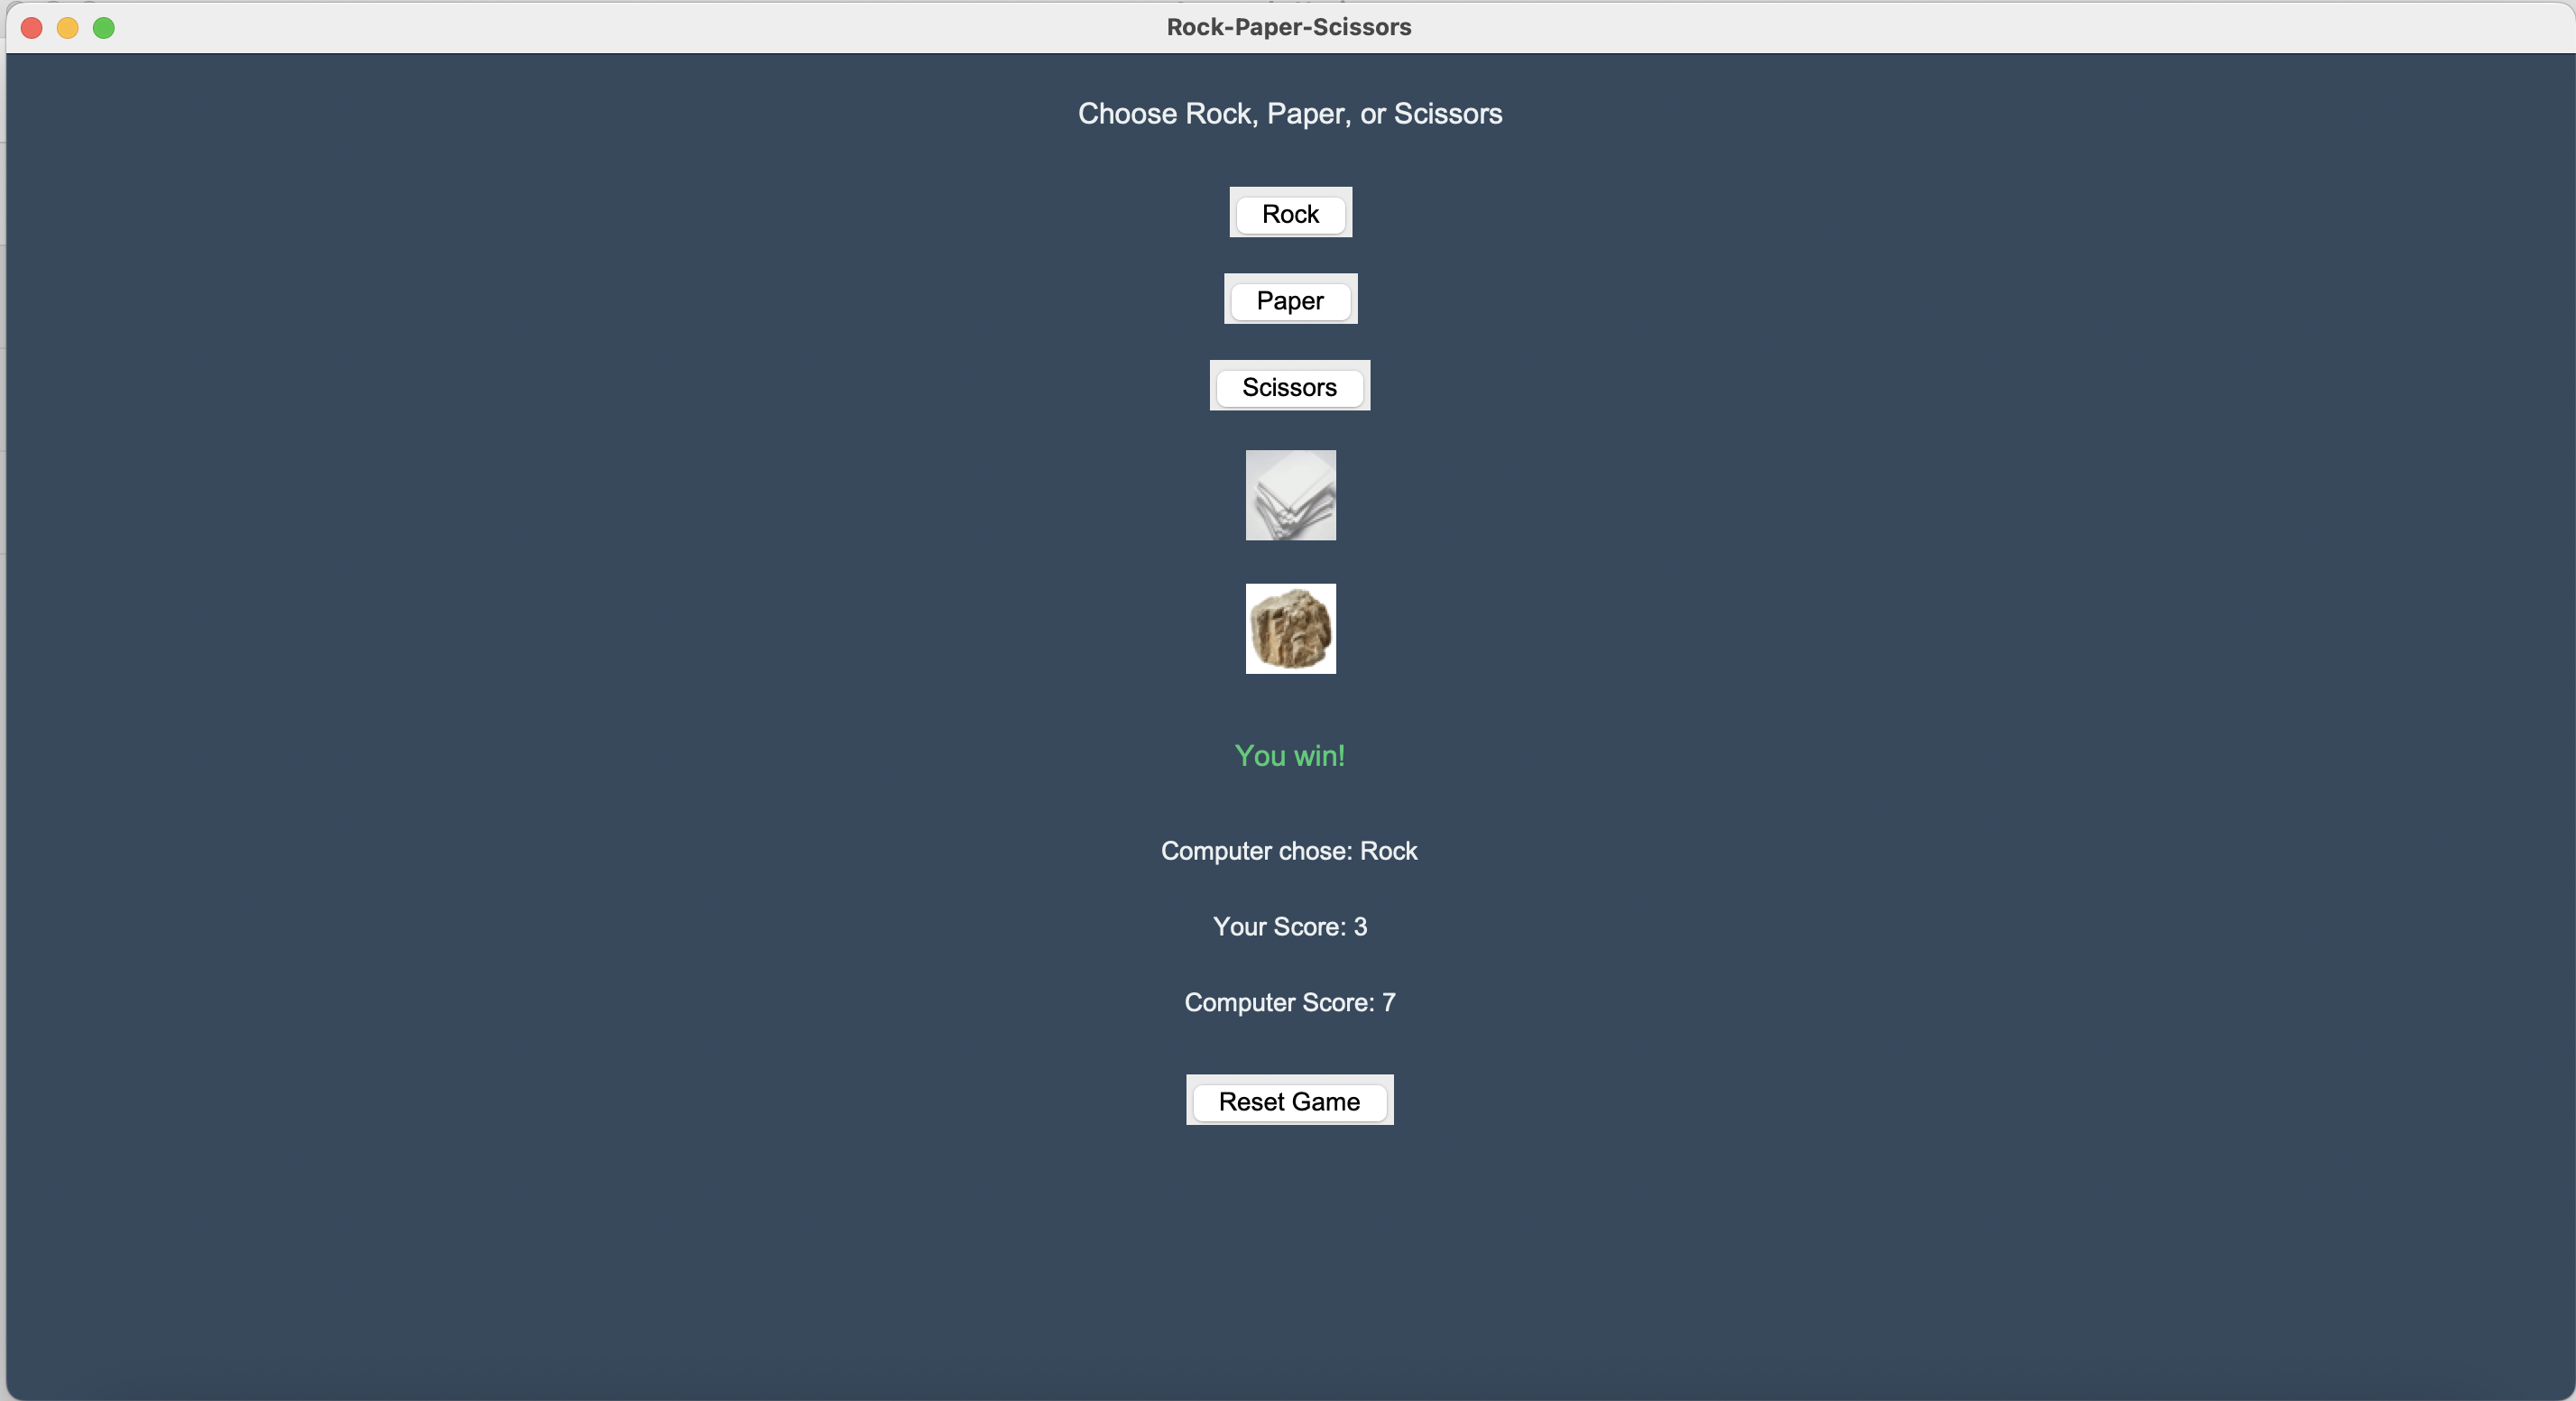 Rock-Paper-Scissors
Choose Rock, Paper, or Scissors
Rock
Paper
Scissors
You win!
Computer chose: Rock
Your Score: 3
Computer Score: 7
Reset Game